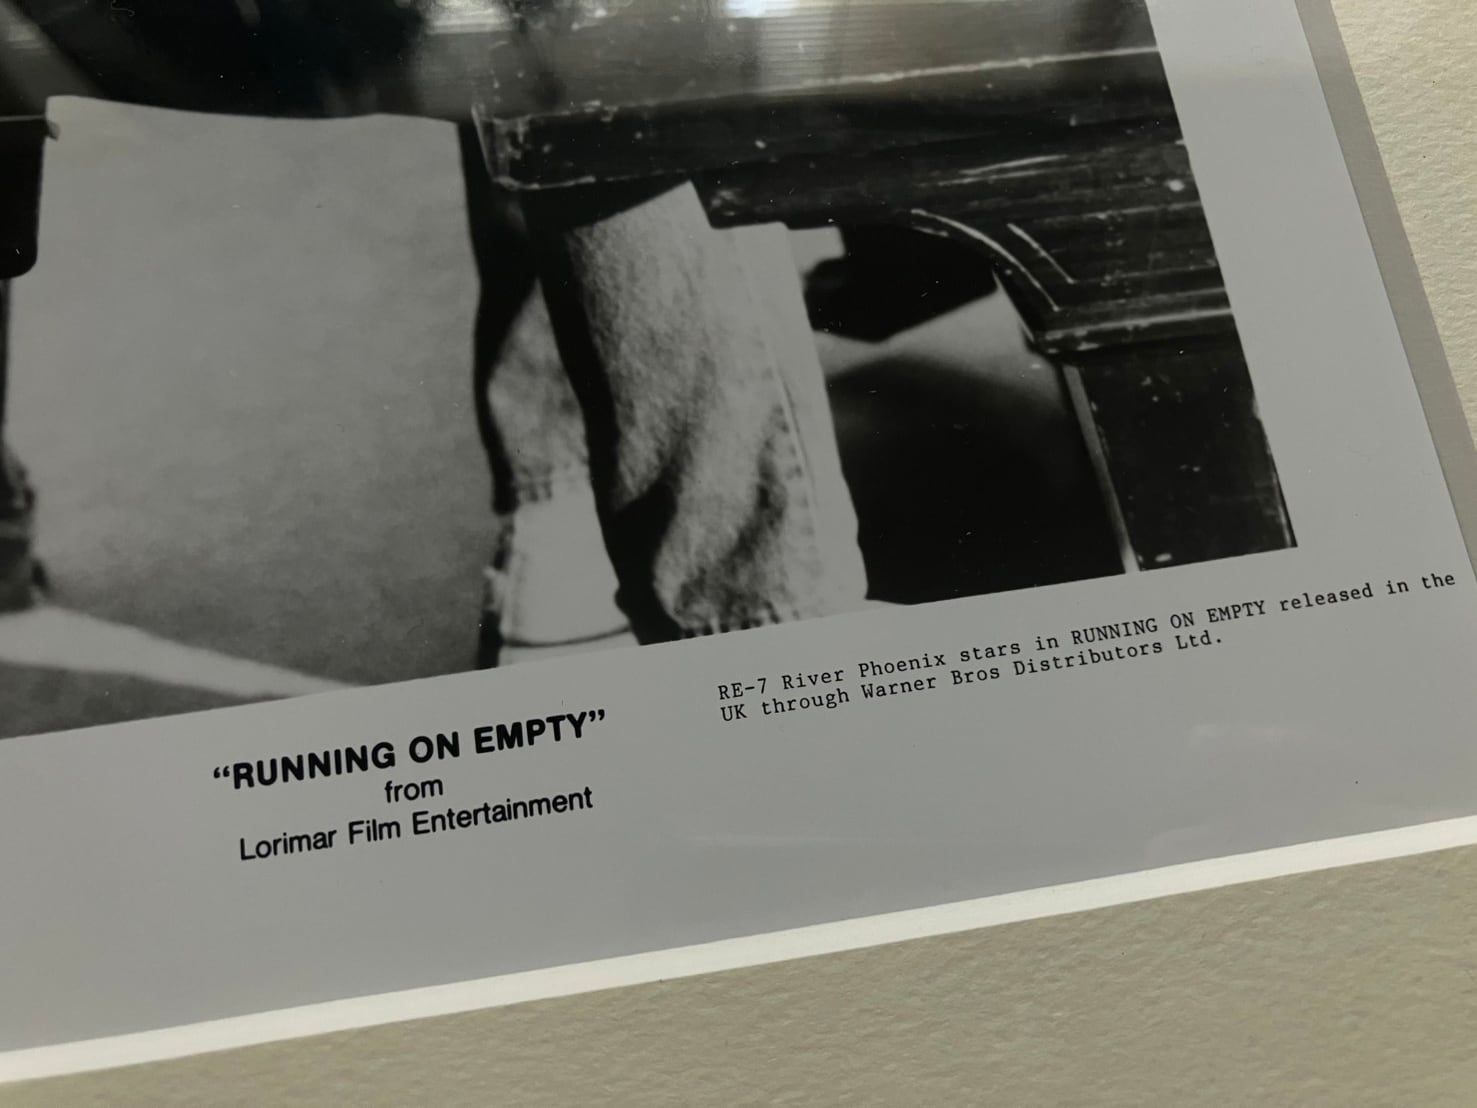 “RUNNING ON EMPTY”
from
Lorimar Film Entertainment
RE-7 River Phoenix stars in RUNNING ON EMPTY released in the
UK through Warner Bros Distributors Ltd.